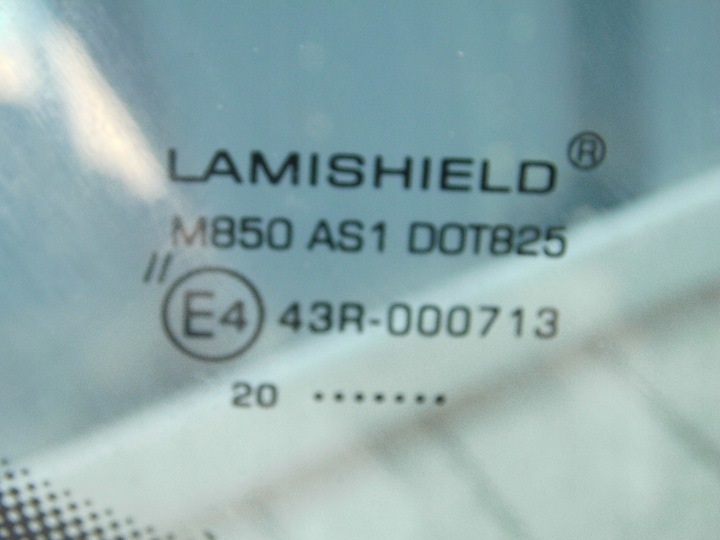 LAMISHIELD®
M850 AS1 DOT825
//
E4 43R-000713
20 .......